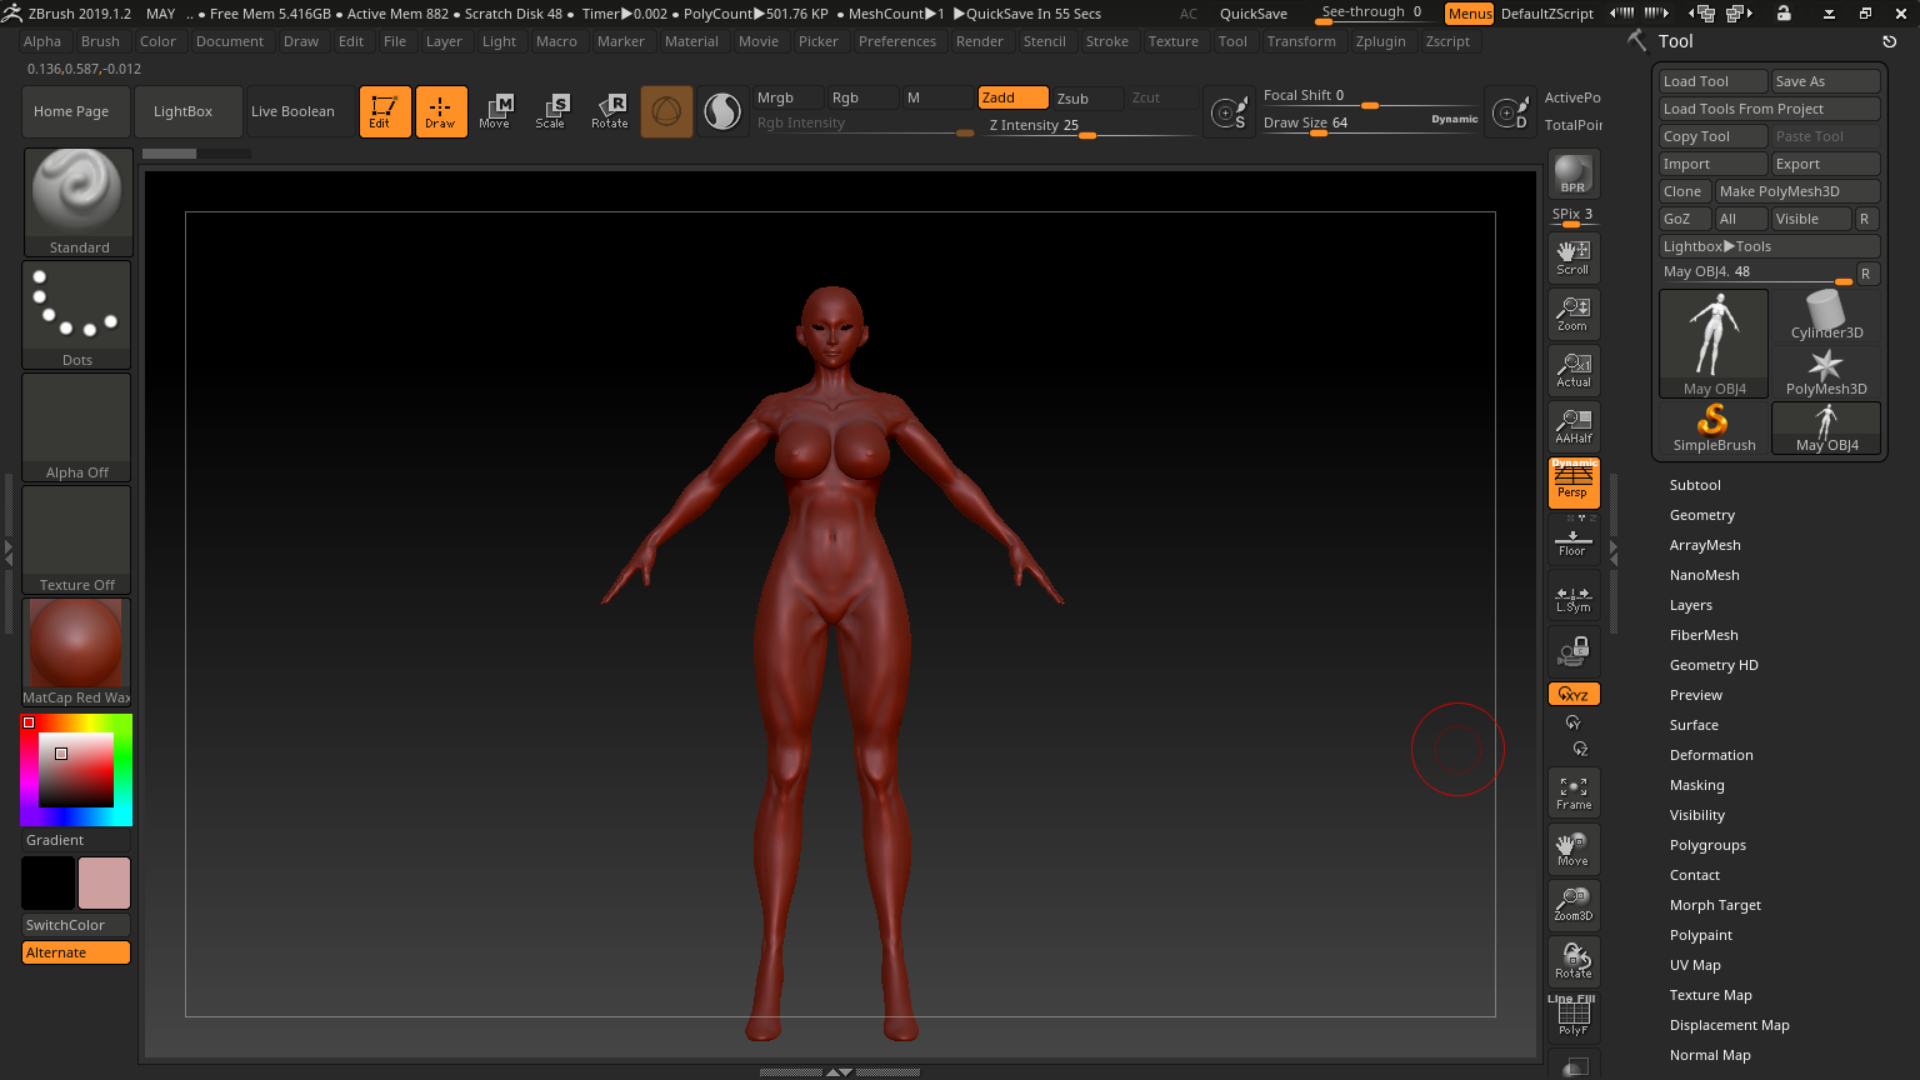 ZBrush 2019.1.2 MAY .. • Free Mem 5.416GB • Active Mem 882 • Scratch Disk 48 • Timer▶0.002 • PolyCount▶501.76 KP • MeshCount▶1 ▶QuickSave In 55 Secs AC QuickSave See-through 0 Menus DefaultZScript
Alpha Brush Color Document Draw Edit File Layer Light Macro Marker Material Movie Picker Preferences Render Stencil Stroke Texture Tool Transform Zplugin Zscript
Tool
0.136,0.587,-0.012
Home Page LightBox Live Boolean Edit Draw Move Scale Rotate
M S R
Mrgb Rgb M Zadd Zsub Zcut
Rgb Intensity Z Intensity 25
S
Focal Shift 0
Draw Size 64 Dynamic
D
ActivePo
TotalPoin
Load Tool Save As
Load Tools From Project
Copy Tool Paste Tool
Import Export
Clone Make PolyMesh3D
GoZ All Visible R
Lightbox▶Tools
May OBJ4. 48 R
May OBJ4 Cylinder3D
PolyMesh3D
SimpleBrush May OBJ4
Standard
Dots
Alpha Off
Texture Off
MatCap Red Wax
Gradient
SwitchColor
Alternate
BPR
SPix 3
Scroll
Zoom
x1
Actual
AAHalf
Dynamic
Persp
X Y Z
Floor
L.Sym
XYZ
Y
Z
Frame
Move
Zoom3D
Rotate
Line Fill
PolyF
Subtool
Geometry
ArrayMesh
NanoMesh
Layers
FiberMesh
Geometry HD
Preview
Surface
Deformation
Masking
Visibility
Polygroups
Contact
Morph Target
Polypaint
UV Map
Texture Map
Displacement Map
Normal Map